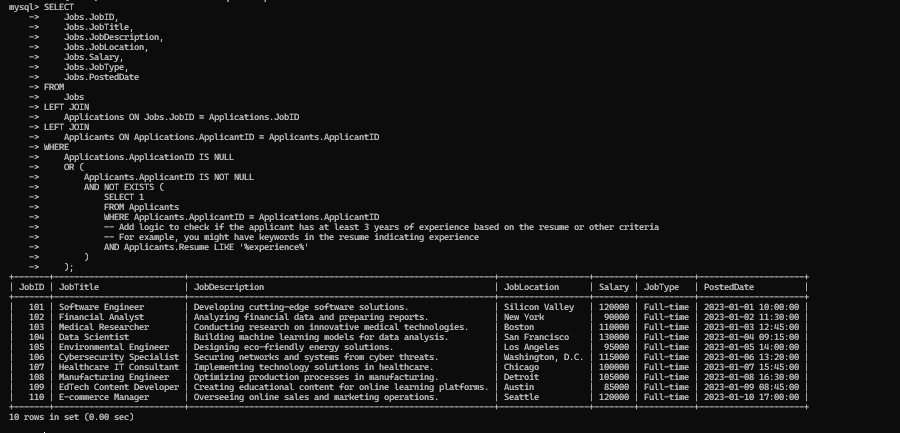 mysql> SELECT
    ->     Jobs.JobID,
    ->     Jobs.JobTitle,
    ->     Jobs.JobDescription,
    ->     Jobs.JobLocation,
    ->     Jobs.Salary,
    ->     Jobs.JobType,
    ->     Jobs.PostedDate
    -> FROM
    ->     Jobs
    -> LEFT JOIN
    ->     Applications ON Jobs.JobID = Applications.JobID
    -> LEFT JOIN
    ->     Applicants ON Applications.ApplicantID = Applicants.ApplicantID
    -> WHERE
    ->     Applications.ApplicationID IS NULL
    ->     OR (
    ->         Applicants.ApplicantID IS NOT NULL
    ->         AND NOT EXISTS (
    ->             SELECT 1
    ->             FROM Applicants
    ->             WHERE Applicants.ApplicantID = Applications.ApplicantID
    ->             -- Add logic to check if the applicant has at least 3 years of experience based on the resume or other criteria
    ->             -- For example, you might have keywords in the resume indicating experience
    ->             AND Applicants.Resume LIKE '%experience%'
    ->         )
    ->     );
| JobID | JobTitle | JobDescription | JobLocation | Salary | JobType | PostedDate |
| 101 | Software Engineer | Developing cutting-edge software solutions. | Silicon Valley | 120000 | Full-time | 2023-01-01 10:00:00 |
| 102 | Financial Analyst | Analyzing financial data and preparing reports. | New York | 90000 | Full-time | 2023-01-02 11:30:00 |
| 103 | Medical Researcher | Conducting research on innovative medical technologies. | Boston | 110000 | Full-time | 2023-01-03 12:45:00 |
| 104 | Data Scientist | Building machine learning models for data analysis. | San Francisco | 130000 | Full-time | 2023-01-04 09:15:00 |
| 105 | Environmental Engineer | Designing eco-friendly energy solutions. | Los Angeles | 95000 | Full-time | 2023-01-05 14:00:00 |
| 106 | Cybersecurity Specialist | Securing networks and systems from cyber threats. | Washington, D.C. | 115000 | Full-time | 2023-01-06 13:20:00 |
| 107 | Healthcare IT Consultant | Implementing technology solutions in healthcare. | Chicago | 100000 | Full-time | 2023-01-07 15:45:00 |
| 108 | Manufacturing Engineer | Optimizing production processes in manufacturing. | Detroit | 105000 | Full-time | 2023-01-08 16:30:00 |
| 109 | EdTech Content Developer | Creating educational content for online learning platforms. | Austin | 85000 | Full-time | 2023-01-09 08:45:00 |
| 110 | E-commerce Manager | Overseeing online sales and marketing operations. | Seattle | 120000 | Full-time | 2023-01-10 17:00:00 |
10 rows in set (0.00 sec)